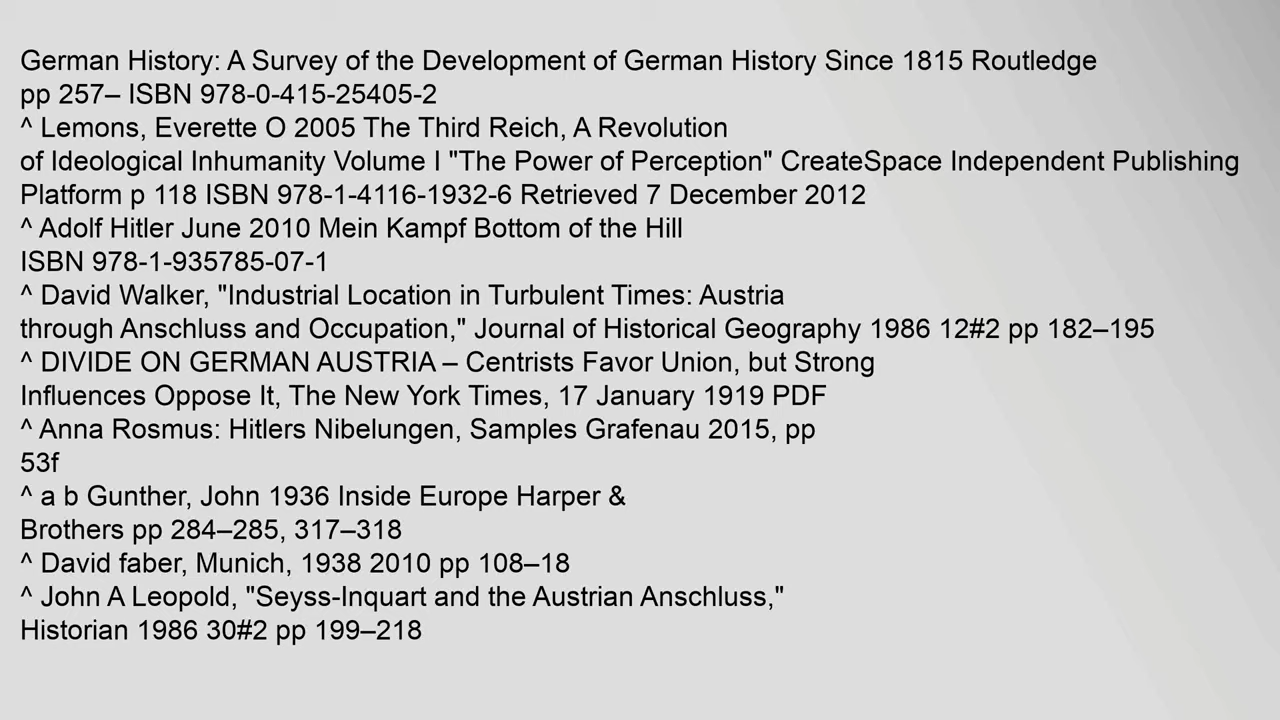 German History: A Survey of the Development of German History Since 1815 Routledge
pp 257– ISBN 978-0-415-25405-2
^ Lemons, Everette O 2005 The Third Reich, A Revolution
of Ideological Inhumanity Volume I "The Power of Perception" CreateSpace Independent Publishing
Platform p 118 ISBN 978-1-4116-1932-6 Retrieved 7 December 2012
^ Adolf Hitler June 2010 Mein Kampf Bottom of the Hill
ISBN 978-1-935785-07-1
^ David Walker, "Industrial Location in Turbulent Times: Austria
through Anschluss and Occupation," Journal of Historical Geography 1986 12#2 pp 182–195
^ DIVIDE ON GERMAN AUSTRIA – Centrists Favor Union, but Strong
Influences Oppose It, The New York Times, 17 January 1919 PDF
^ Anna Rosmus: Hitlers Nibelungen, Samples Grafenau 2015, pp
53f
^ a b Gunther, John 1936 Inside Europe Harper &
Brothers pp 284–285, 317–318
^ David faber, Munich, 1938 2010 pp 108–18
^ John A Leopold, "Seyss-Inquart and the Austrian Anschluss,"
Historian 1986 30#2 pp 199–218